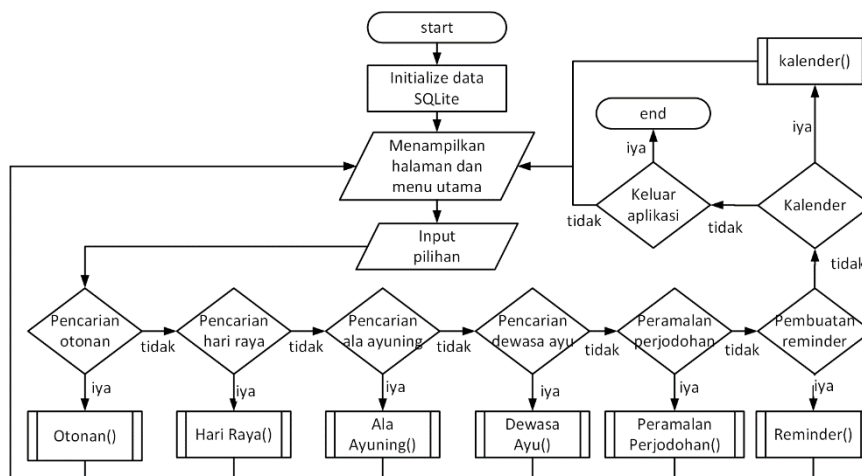 start
Initialize data
SQLite
Menampilkan
halaman dan
menu utama
Input
pilihan
kalender()
iya
end
iya
Keluar
aplikasi
tidak
Kalender
tidak
tidak
Pencarian
otonan
tidak
iya
Pencarian
hari raya
tidak
iya
Pencarian
ala ayuning
tidak
iya
Pencarian
dewasa ayu
tidak
iya
Peramalan
perjodohan
tidak
iya
Pembuatan
reminder
iya
Otonan()
Hari Raya()
Ala
Ayuning()
Dewasa
Ayu()
Peramalan
Perjodohan()
Reminder()